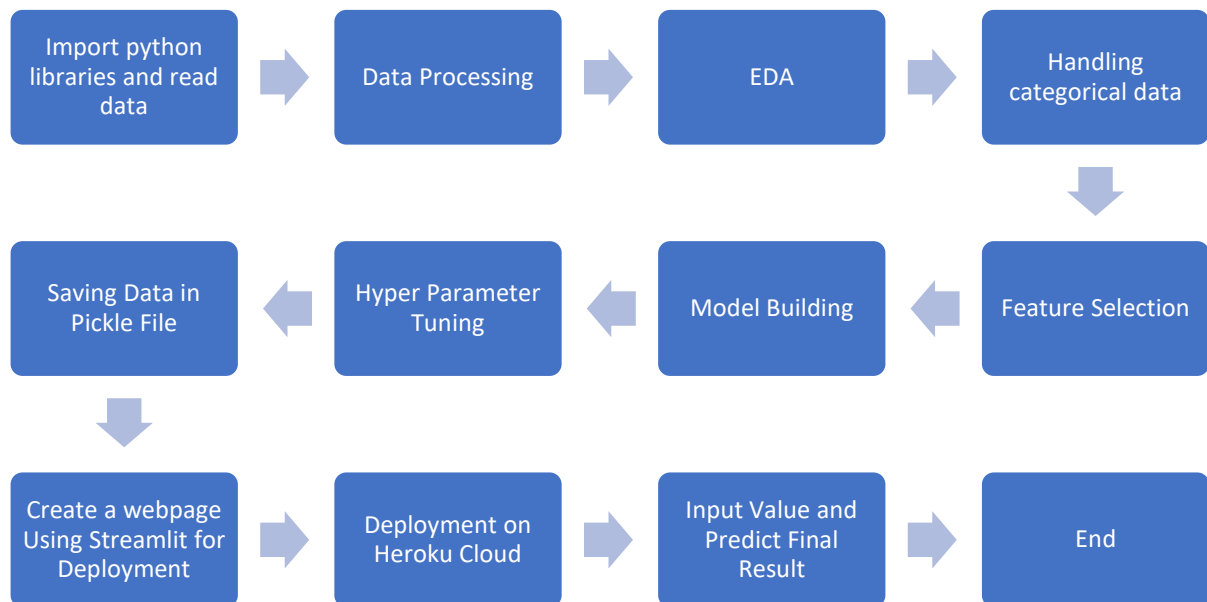 Import python
libraries and read
data
Data Processing
EDA
Handling
categorical data
Feature Selection
Model Building
Hyper Parameter
Tuning
Saving Data in
Pickle File
Create a webpage
Using Streamlit for
Deployment
Deployment on
Heroku Cloud
Input Value and
Predict Final
Result
End